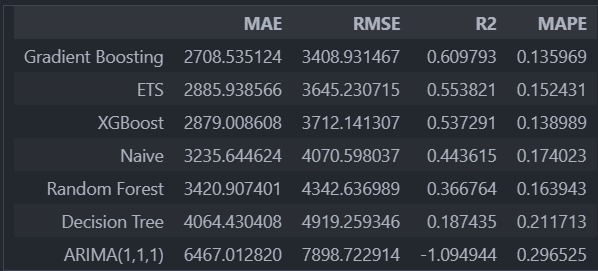 MAE RMSE R2 MAPE
Gradient Boosting 2708.535124 3408.931467 0.609793 0.135969
ETS 2885.938566 3645.230715 0.553821 0.152431
XGBoost 2879.008608 3712.141307 0.537291 0.138989
Naive 3235.644624 4070.598037 0.443615 0.174023
Random Forest 3420.907401 4342.636989 0.366764 0.163943
Decision Tree 4064.430408 4919.259346 0.187435 0.211713
ARIMA(1,1,1) 6467.012820 7898.722914 -1.094944 0.296525